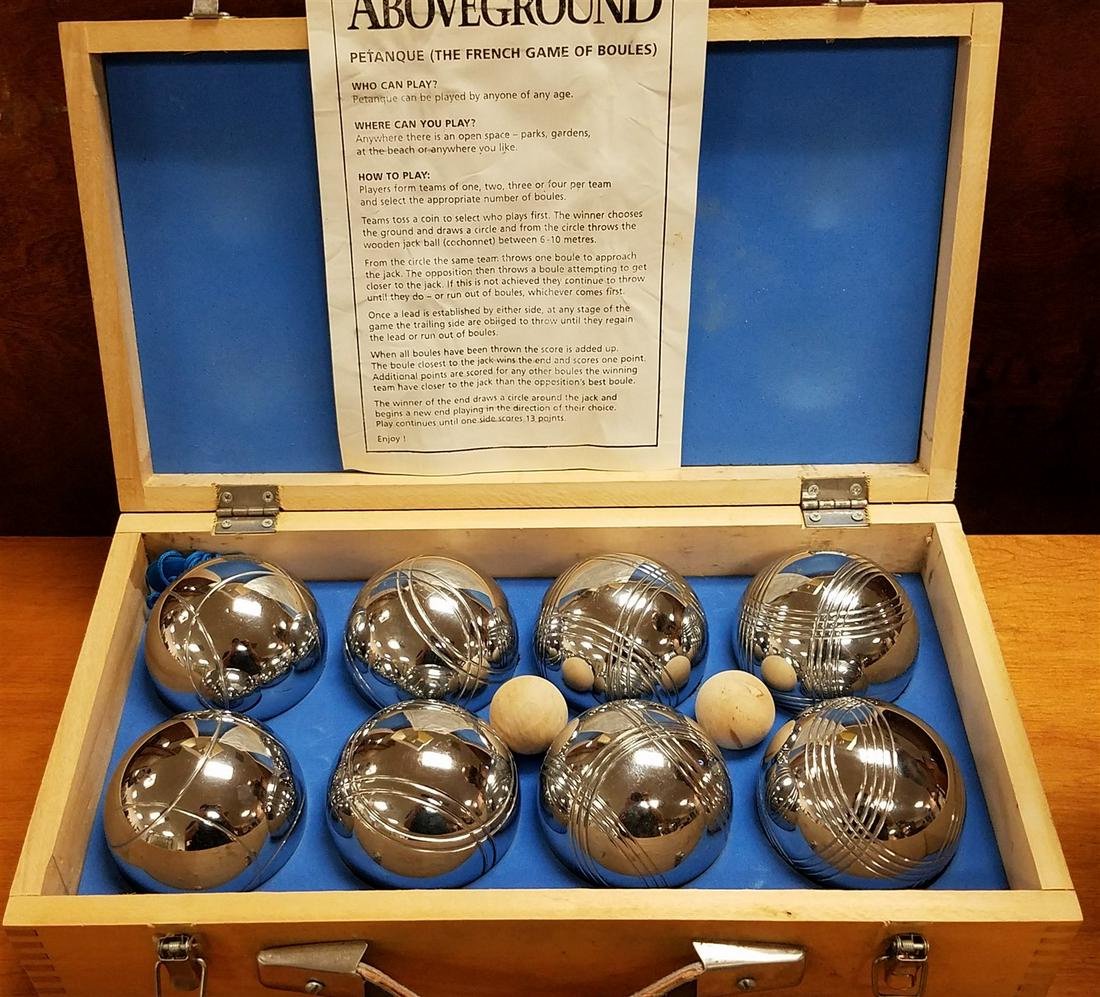 ABOVEGROUND
PETANQUE (THE FRENCH GAME OF BOULES)
WHO CAN PLAY?
Petanque can be played by anyone of any age.
WHERE CAN YOU PLAY?
Anywhere there is an open space – parks, gardens,
at the beach or anywhere you like.
HOW TO PLAY:
Players form teams of one, two, three or four per team
and select the appropriate number of boules.
Teams toss a coin to select who plays first. The winner chooses
the ground and draws a circle and from the circle throws the
wooden jack ball (cochonnet) between 6-10 metres.
From the circle the same team throws one boule to approach
the jack. The opposition then throws a boule attempting to get
closer to the jack. If this is not achieved they continue to throw
until they do – or run out of boules, whichever comes first.
Once a lead is established by either side, at any stage of the
game the trailing side are obliged to throw until they regain
the lead or run out of boules.
When all boules have been thrown the score is added up.
The boule closest to the jack wins the end and scores one point.
Additional points are scored for any other boules the winning
team have closer to the jack than the opposition's best boule.
The winner of the end draws a circle around the jack and
begins a new end playing in the direction of their choice.
Play continues until one side scores 13 points.
Enjoy !